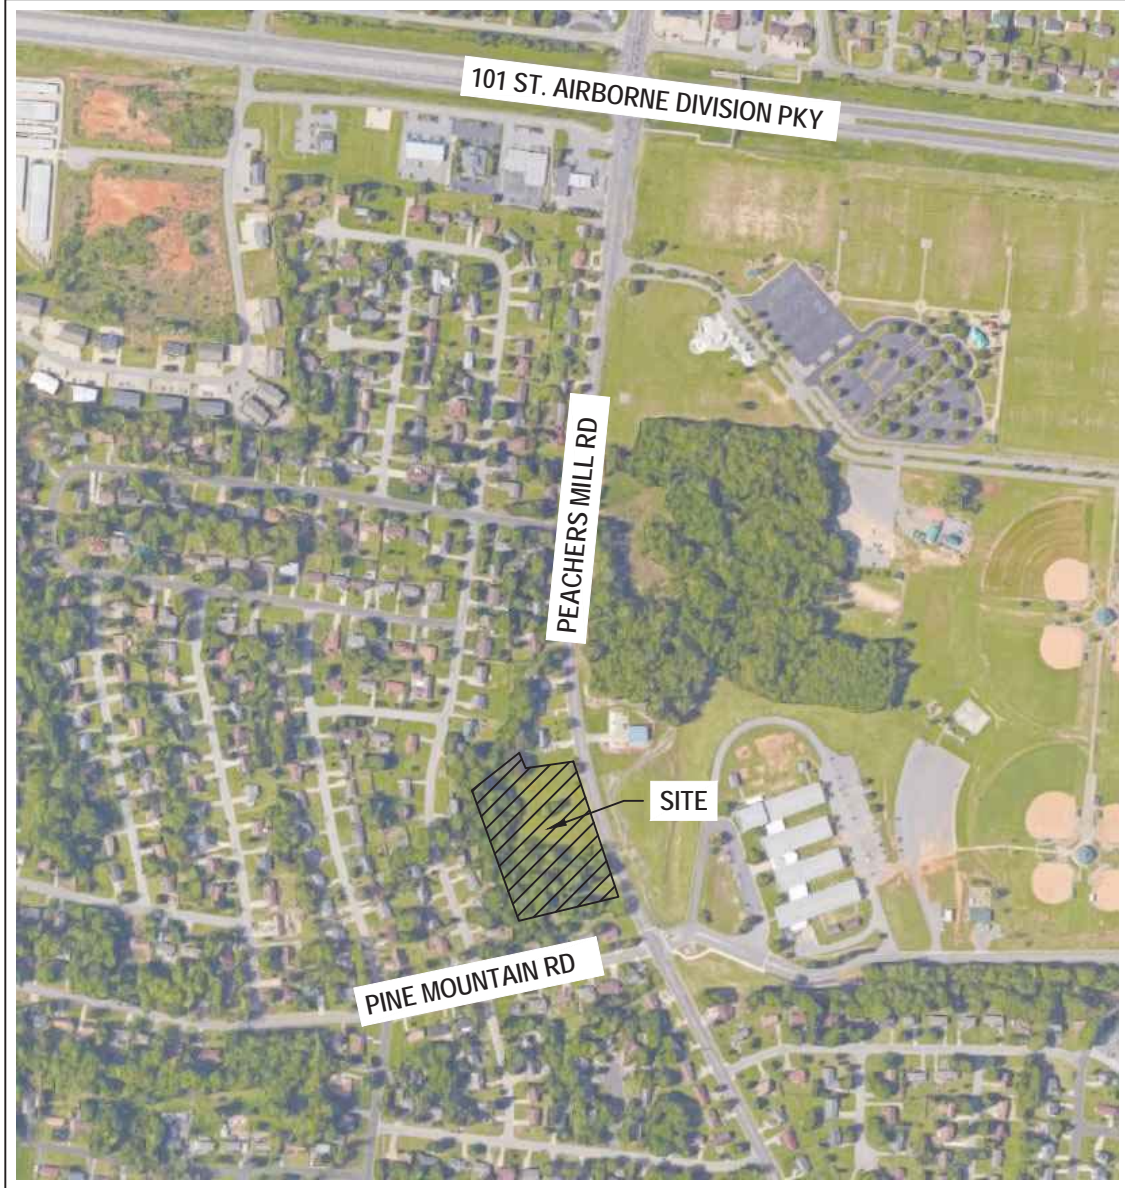 101 ST. AIRBORNE DIVISION PKY
PEACHERS MILL RD
SITE
PINE MOUNTAIN RD